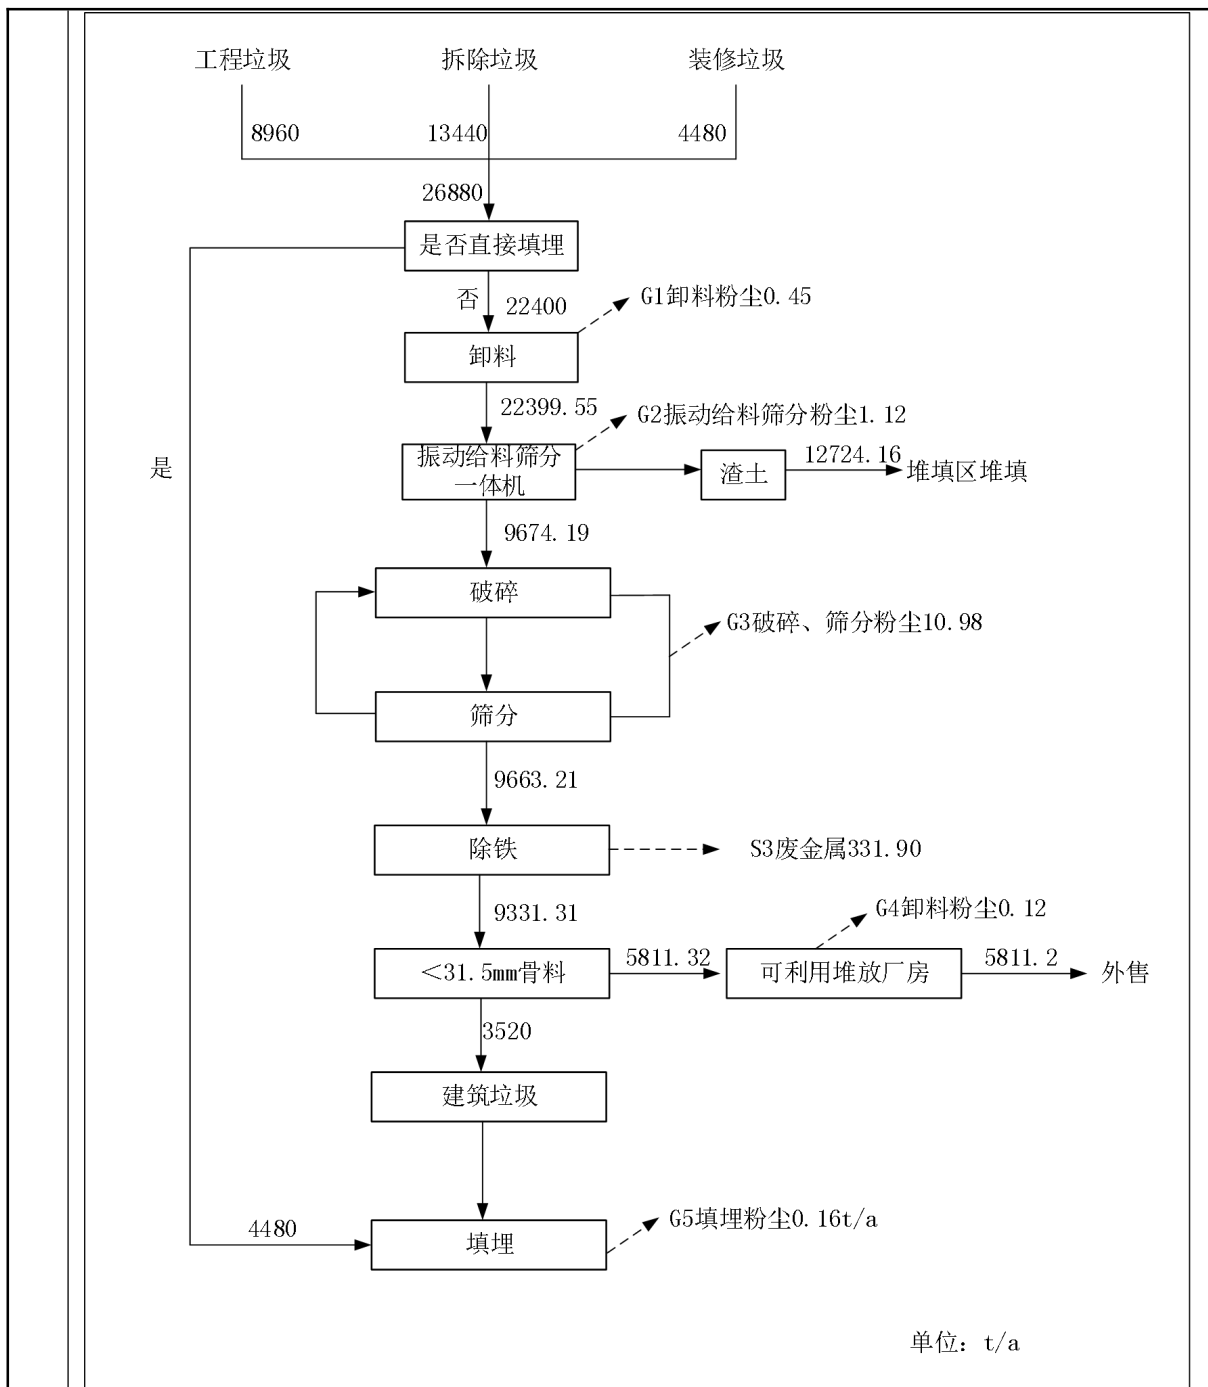 工程垃圾
拆除垃圾
装修垃圾
8960
13440
4480
26880
是否直接填埋
否
22400
G1卸料粉尘0.45
卸料
22399.55
G2振动给料筛分粉尘1.12
是
振动给料筛分
一体机
渣土
12724.16
堆填区堆填
9674.19
破碎
G3破碎、筛分粉尘10.98
筛分
9663.21
除铁
S3废金属331.90
9331.31
G4卸料粉尘0.12
<31.5mm骨料
5811.32
可利用堆放厂房
5811.2
外售
3520
建筑垃圾
4480
填埋
G5填埋粉尘0.16t/a
单位：t/a